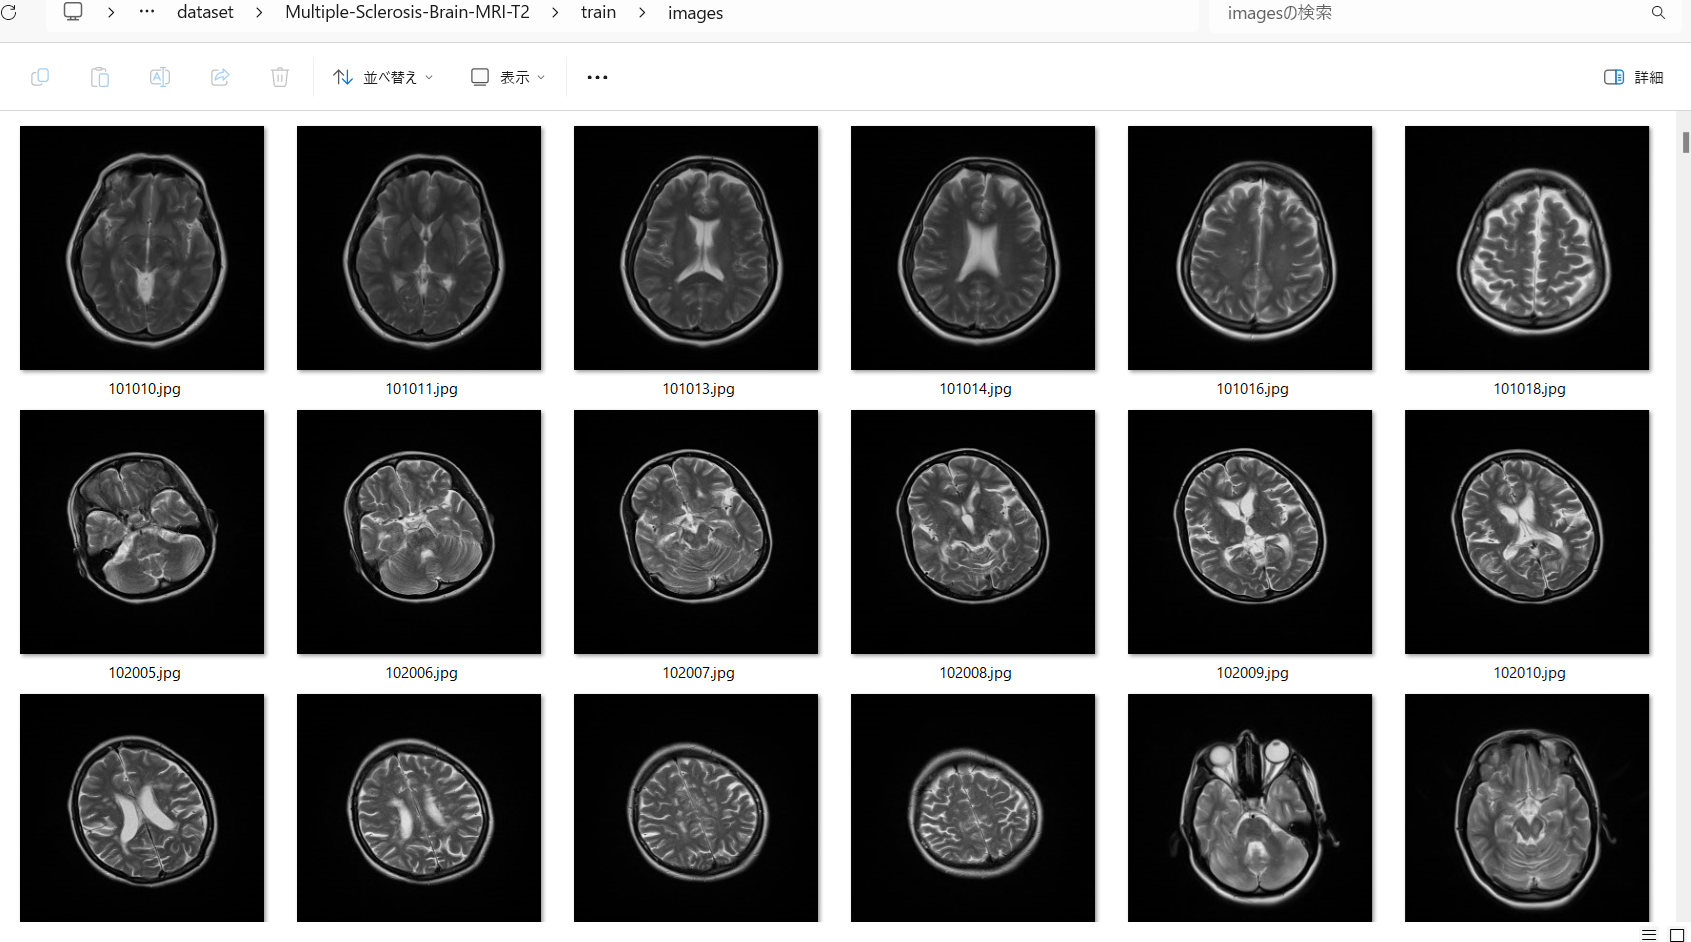 dataset > Multiple-Sclerosis-Brain-MRI-T2 > train > images
imagesの検索
並べ替え
表示
詳細
101010.jpg
101011.jpg
101013.jpg
101014.jpg
101016.jpg
101018.jpg
102005.jpg
102006.jpg
102007.jpg
102008.jpg
102009.jpg
102010.jpg